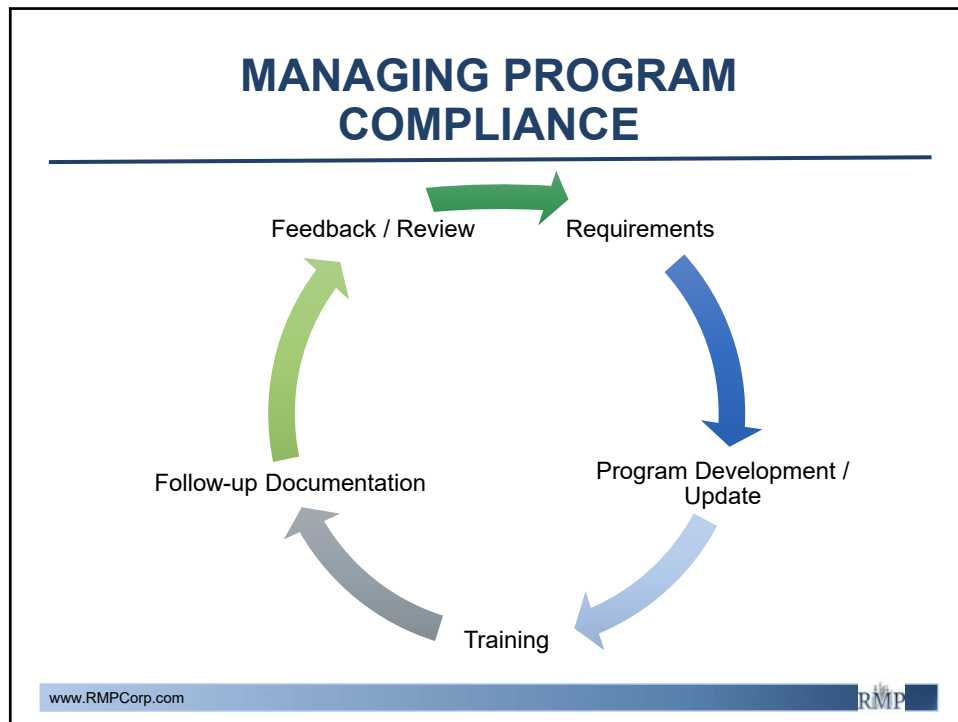 MANAGING PROGRAM
COMPLIANCE
Feedback / Review
Requirements
Follow-up Documentation
Program Development /
Update
Training
www.RMPCorp.com
RMP